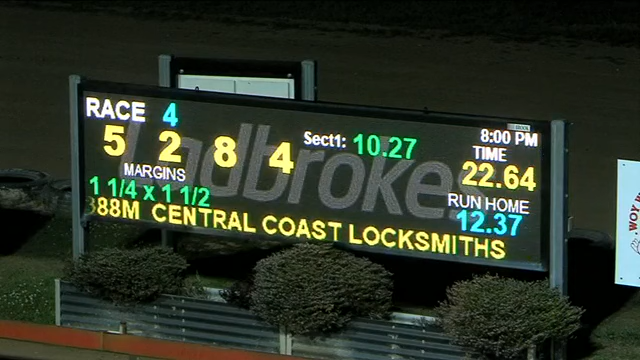 RACE 4
8:00 PM
5 2 8 4
Sect1: 10.27
TIME
22.64
MARGINS
1 1/4 x 1 1/2
RUN HOME
12.37
388M CENTRAL COAST LOCKSMITHS
Ladbrokes
WOY